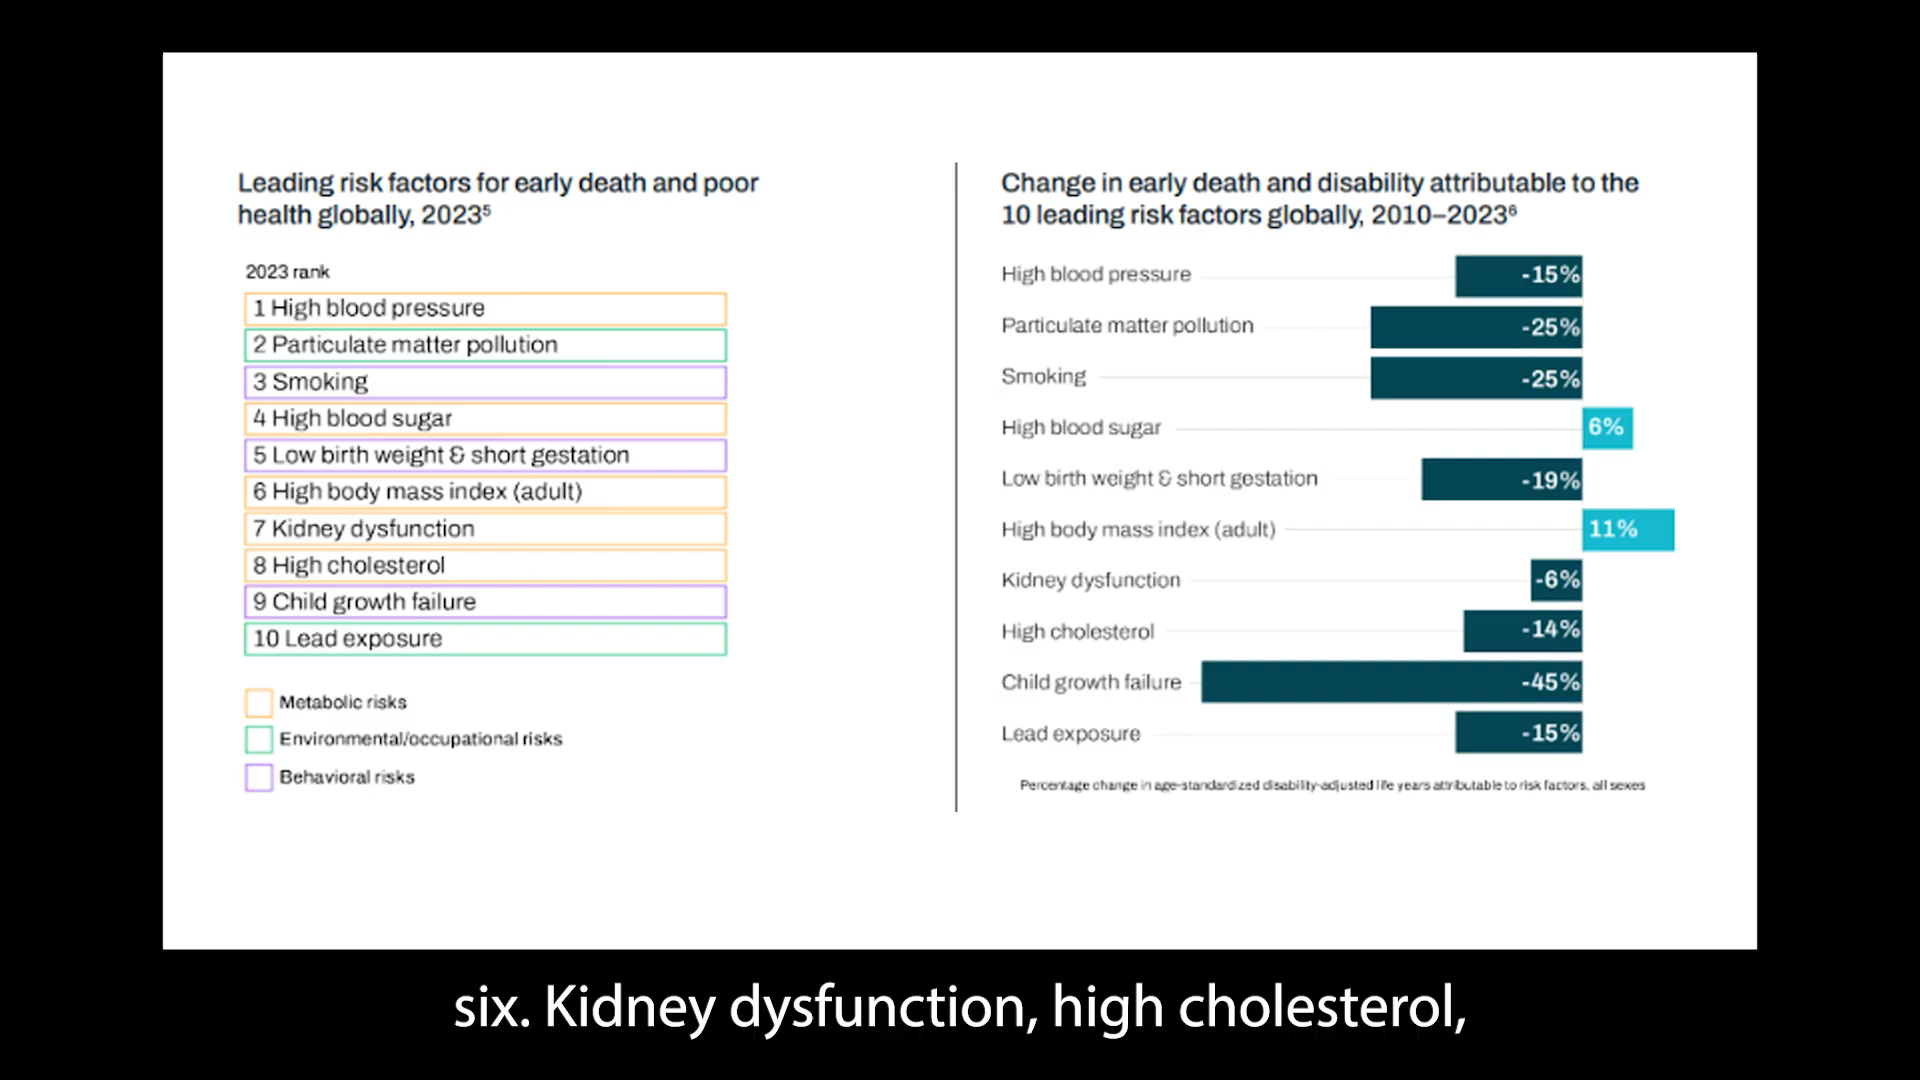 Leading risk factors for early death and poor
health globally, 2023⁵
2023 rank
1 High blood pressure
2 Particulate matter pollution
3 Smoking
4 High blood sugar
5 Low birth weight & short gestation
6 High body mass index (adult)
7 Kidney dysfunction
8 High cholesterol
9 Child growth failure
10 Lead exposure
Metabolic risks
Environmental/occupational risks
Behavioral risks
Change in early death and disability attributable to the
10 leading risk factors globally, 2010–2023⁶
High blood pressure -15%
Particulate matter pollution -25%
Smoking -25%
High blood sugar 6%
Low birth weight & short gestation -19%
High body mass index (adult) 11%
Kidney dysfunction -6%
High cholesterol -14%
Child growth failure -45%
Lead exposure -15%
Percentage change in age-standardized disability-adjusted life years attributable to risk factors, all sexes
six. Kidney dysfunction, high cholesterol,